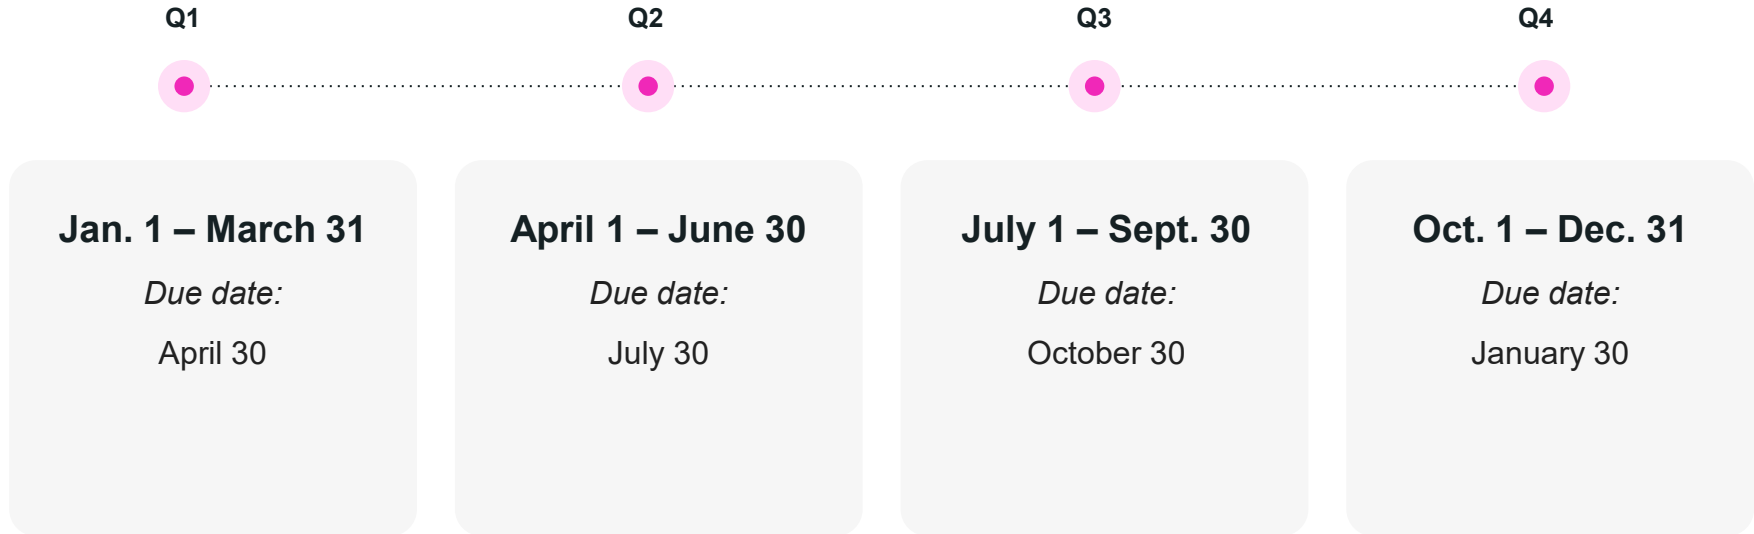 Q1
Q2
Q3
Q4
Jan. 1 – March 31
Due date:
April 30
April 1 – June 30
Due date:
July 30
July 1 – Sept. 30
Due date:
October 30
Oct. 1 – Dec. 31
Due date:
January 30